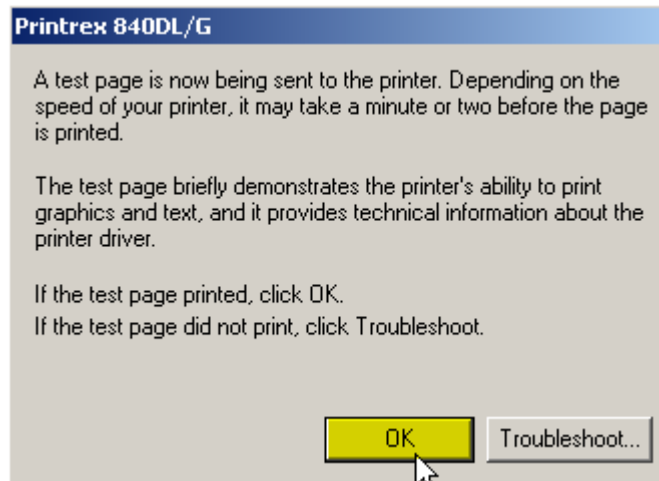 Printrex 840DL/G
A test page is now being sent to the printer. Depending on the
speed of your printer, it may take a minute or two before the page
is printed.
The test page briefly demonstrates the printer's ability to print
graphics and text, and it provides technical information about the
printer driver.
If the test page printed, click OK.
If the test page did not print, click Troubleshoot.
OK Troubleshoot...